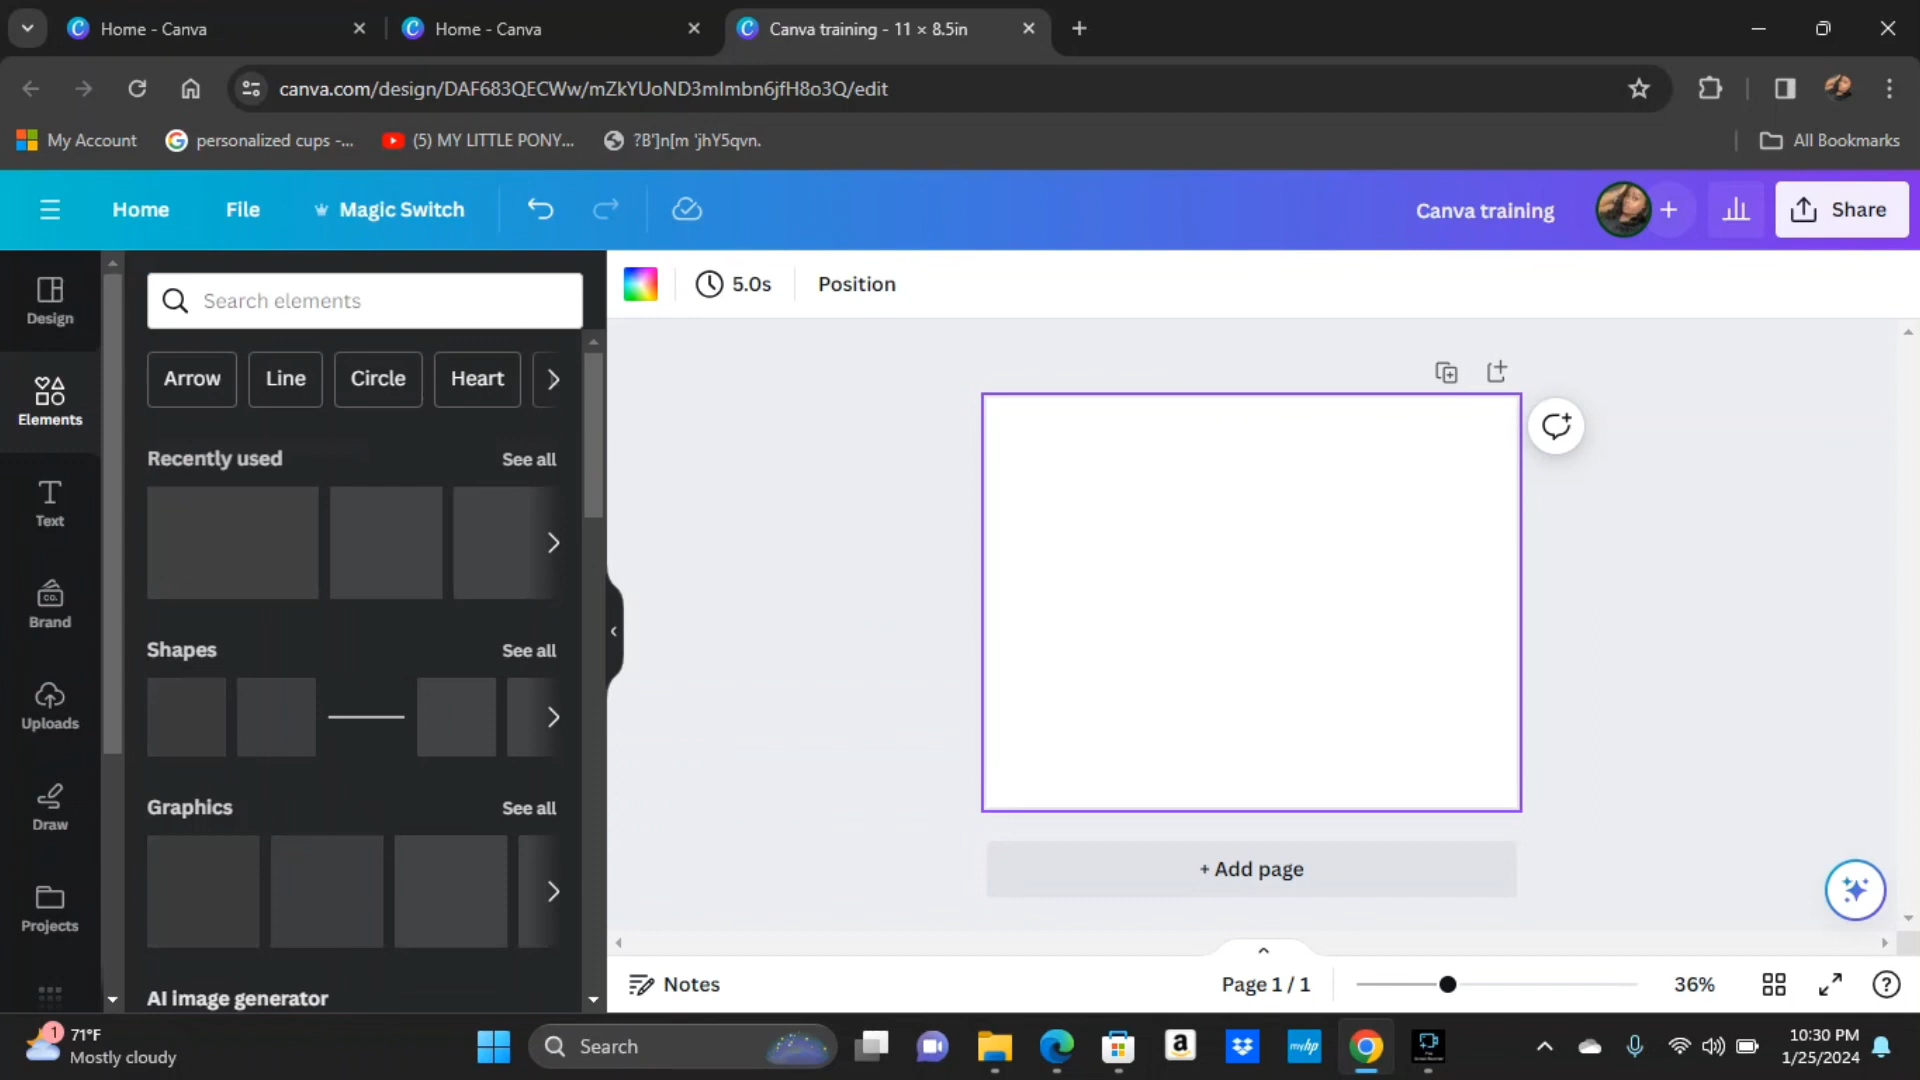 Home - Canva
Home - Canva
Canva training - 11 × 8.5in
canva.com/design/DAF683QECWw/mZkYUoND3mImbn6jfH8o3Q/edit
My Account
personalized cups -...
(5) MY LITTLE PONY...
?B']n[m 'jhY5qvn.
All Bookmarks
Home
File
Magic Switch
Canva training
Share
Design
Elements
Text
CO.
Brand
Uploads
Draw
Projects
Search elements
Arrow
Line
Circle
Heart
Recently used
See all
Shapes
See all
Graphics
See all
AI image generator
5.0s
Position
+ Add page
Notes
Page 1 / 1
36%
1
71°F
Mostly cloudy
Search
a
myhp
10:30 PM
1/25/2024